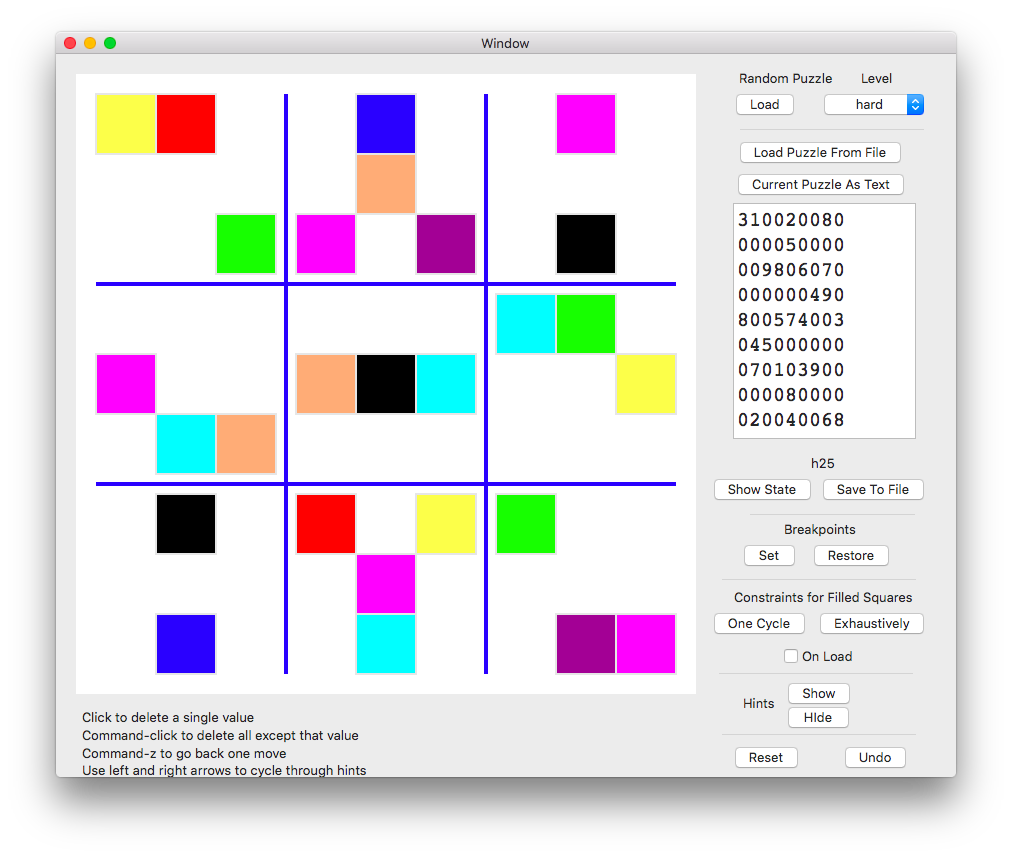 Window
Random Puzzle Level
Load hard
Load Puzzle From File
Current Puzzle As Text
310020080
000050000
009806070
000000490
800574003
045000000
070103900
000080000
020040068
h25
Show State Save To File
Breakpoints
Set Restore
Constraints for Filled Squares
One Cycle Exhaustively
On Load
Hints Show
HIde
Reset Undo
Click to delete a single value
Command-click to delete all except that value
Command-z to go back one move
Use left and right arrows to cycle through hints